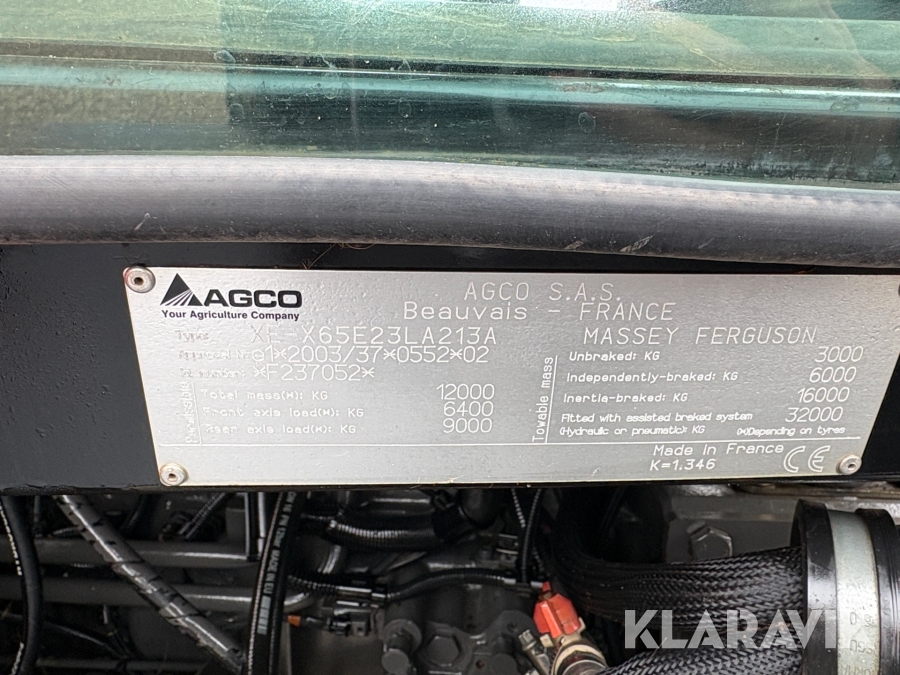 AGCO
Your Agriculture Company
AGCO S.A.S.
Beauvais - FRANCE
Type: XE-X65E23LA213A
MASSEY FERGUSON
e1*2003/37*0552*02
*F237052*
Total mass(*): KG 12000
Front axle load(*): KG 6400
Rear axle load(*): KG 9000
Towable mass
Unbraked: KG 3000
Independently-braked: KG 6000
Inertia-braked: KG 16000
Fitted with assisted braked system 32000
(Hydraulic or pneumatic): KG (*)Depending on tyres
Made in France
K=1.346
CE
KLARAVI